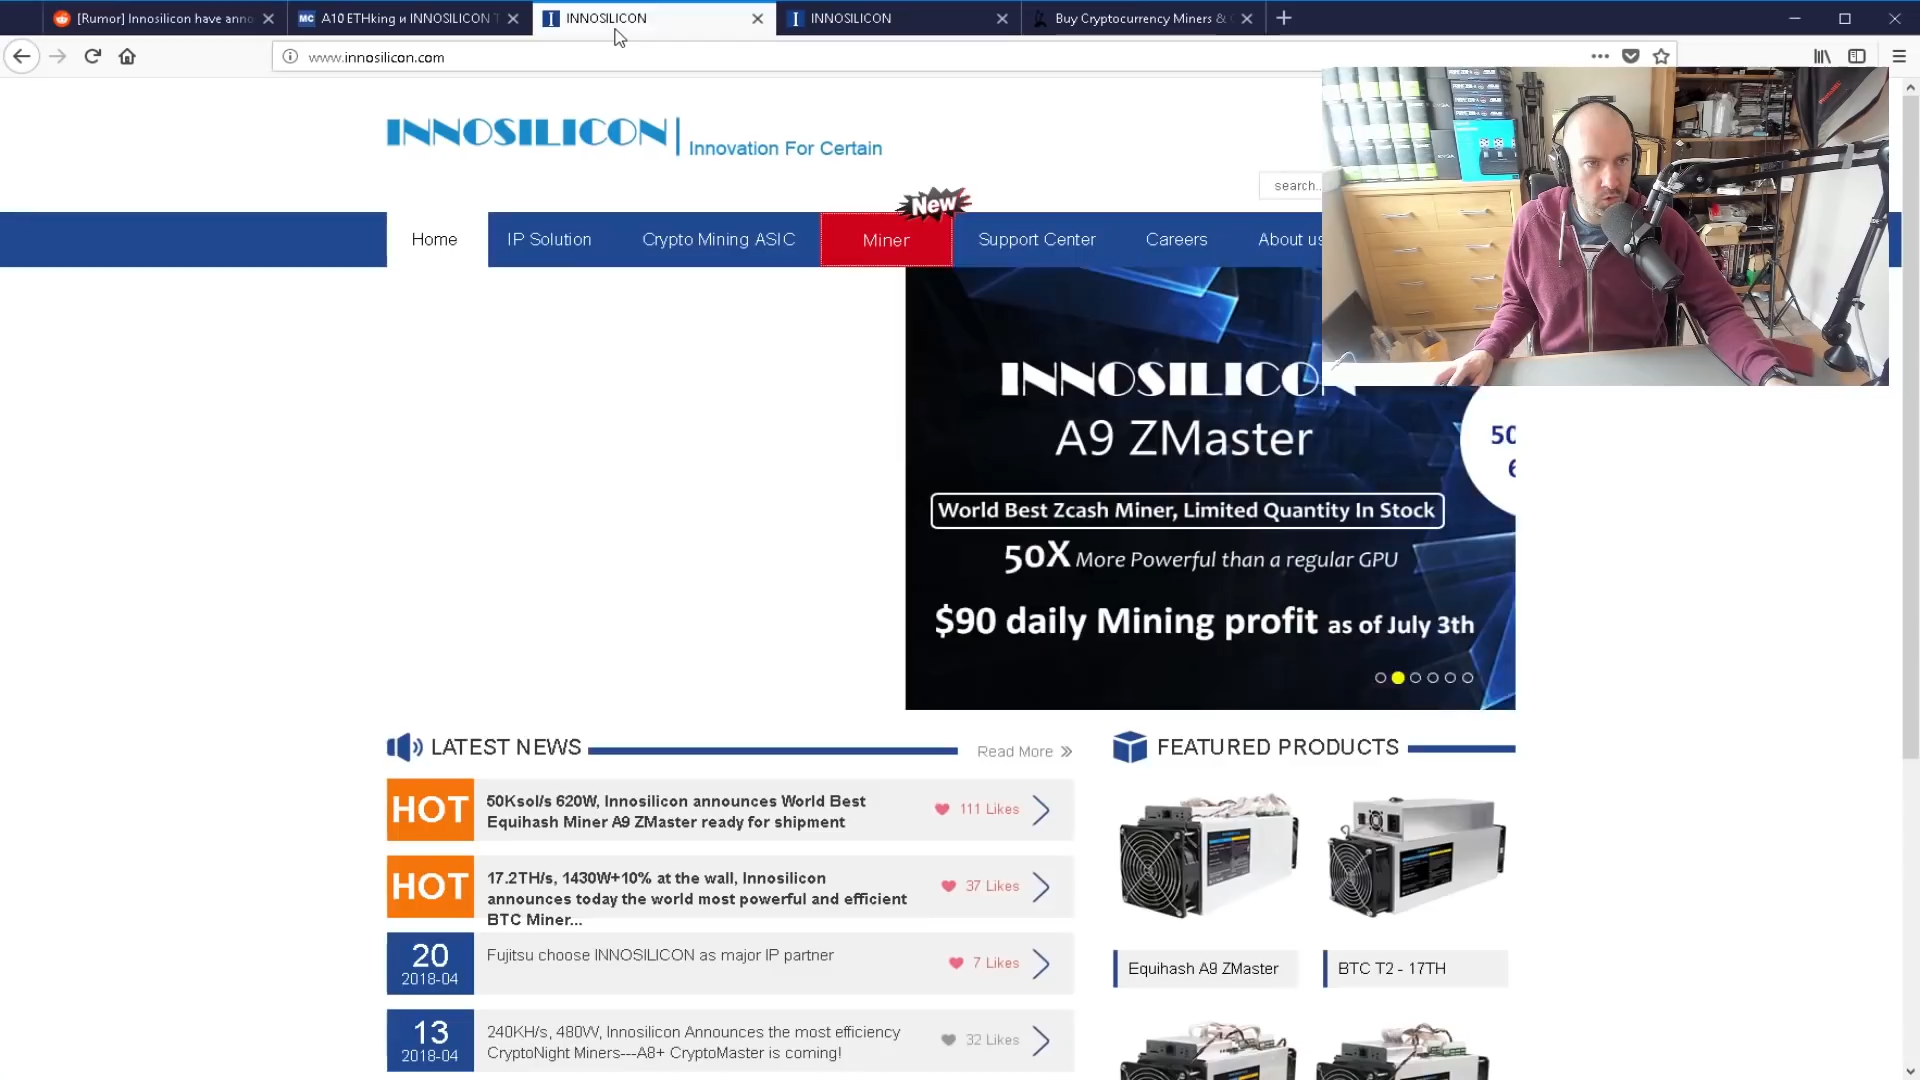 [Rumor] Innosilicon have anno
MC A10 ETHking и INNOSILICON T
INNOSILICON
INNOSILICON
Buy Cryptocurrency Miners &
www.innosilicon.com
INNOSILICON
Innovation For Certain
search..
New
Home
IP Solution
Crypto Mining ASIC
Miner
Support Center
Careers
About us
INNOSILICON
A9 ZMaster
50
World Best Zcash Miner, Limited Quantity In Stock
50X More Powerful than a regular GPU
$90 daily Mining profit as of July 3th
LATEST NEWS
Read More
FEATURED PRODUCTS
HOT
50Ksol/s 620W, Innosilicon announces World Best
Equihash Miner A9 ZMaster ready for shipment
111 Likes
HOT
17.2TH/s, 1430W+10% at the wall, Innosilicon
announces today the world most powerful and efficient
BTC Miner...
37 Likes
20
2018-04
Fujitsu choose INNOSILICON as major IP partner
7 Likes
Equihash A9 ZMaster
BTC T2 - 17TH
13
2018-04
240KH/s, 480W, Innosilicon Announces the most efficiency
CryptoNight Miners---A8+ CryptoMaster is coming!
32 Likes